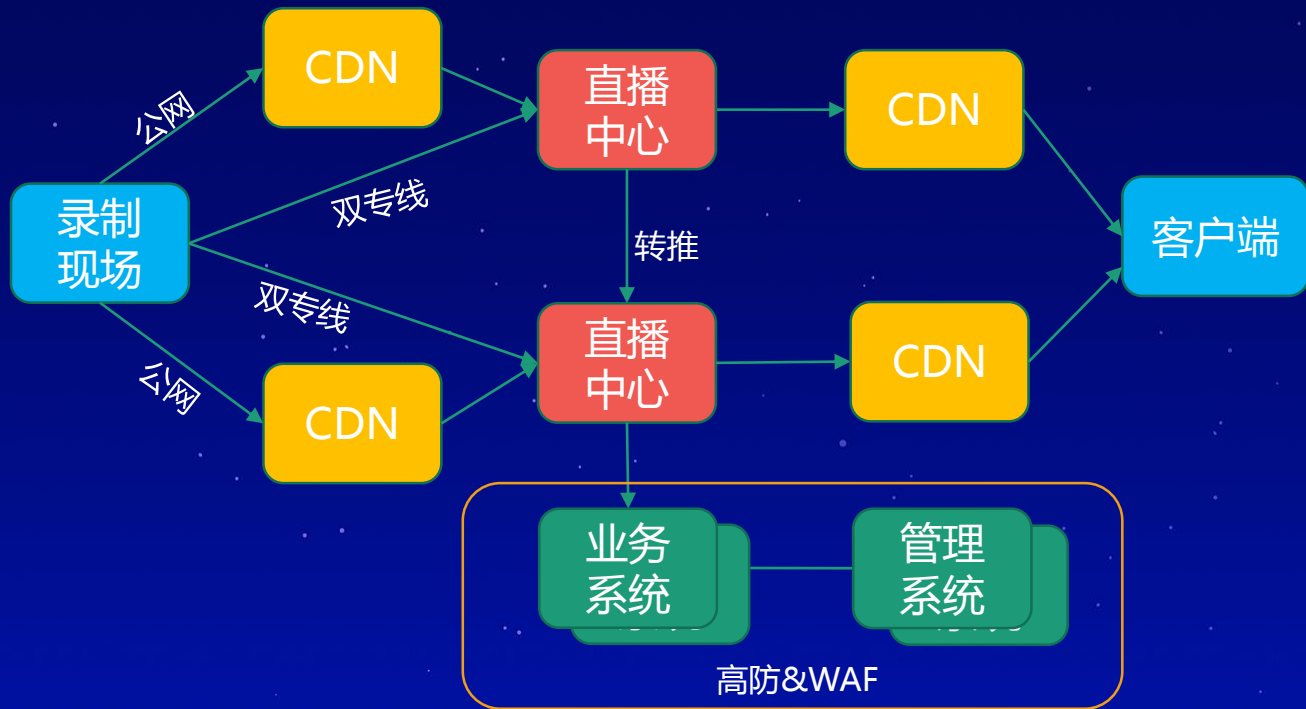 CDN
直播
中心
CDN
公网
双专线
录制
现场
转推
客户端
双专线
直播
中心
CDN
公网
CDN
业务
系统
管理
系统
高防&WAF